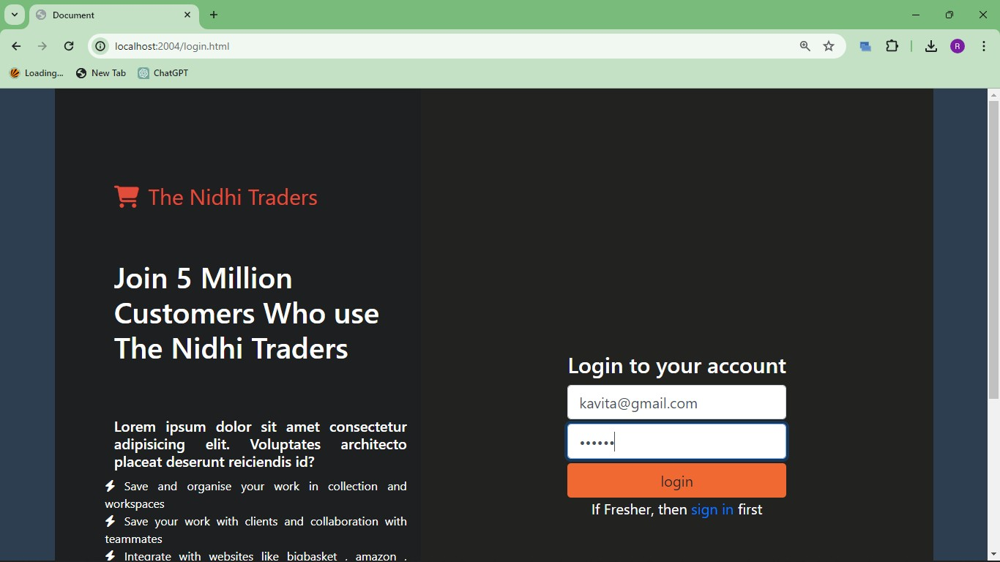 Document
localhost:2004/login.html
R
Loading...
New Tab
ChatGPT
The Nidhi Traders
Join 5 Million
Customers Who use
The Nidhi Traders
Lorem ipsum dolor sit amet consectetur
adipisicing elit. Voluptates architecto
placeat deserunt reiciendis id?
Save and organise your work in collection and
workspaces
Save your work with clients and collaboration with
teammates
Integrate with websites like bigbasket , amazon ,
Login to your account
kavita@gmail.com
••••••
login
If Fresher, then sign in first